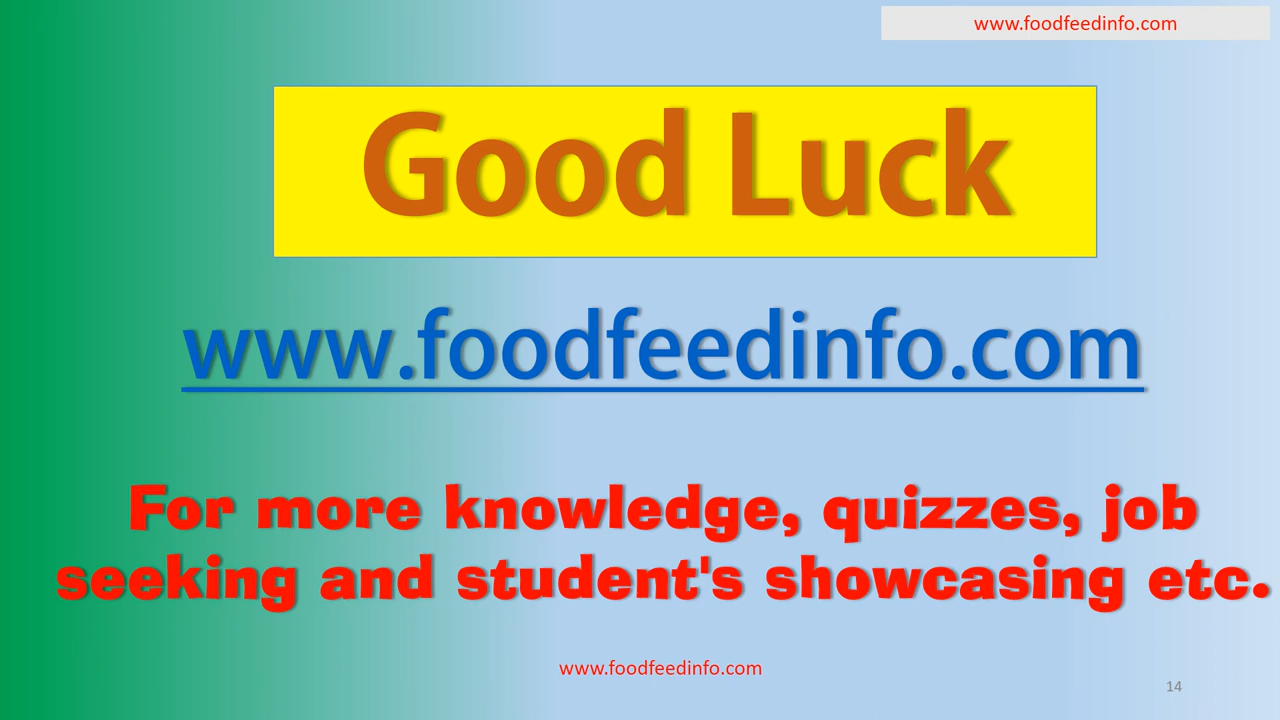 www.foodfeedinfo.com
Good Luck
www.foodfeedinfo.com
For more knowledge, quizzes, job
seeking and student's showcasing etc.
www.foodfeedinfo.com
14